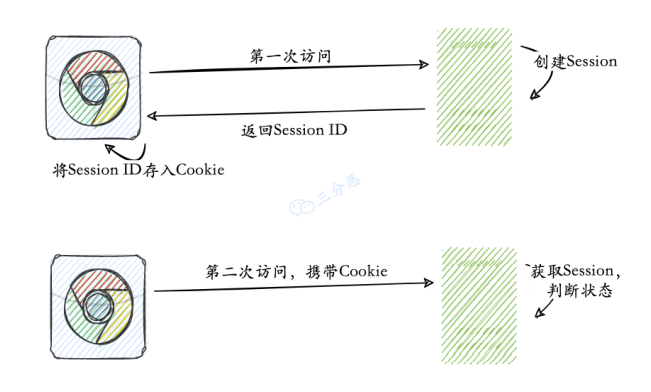 第一次访问
创建Session
返回Session ID
将Session ID存入Cookie
三分恶
第二次访问，携带Cookie
获取Session，
判断状态